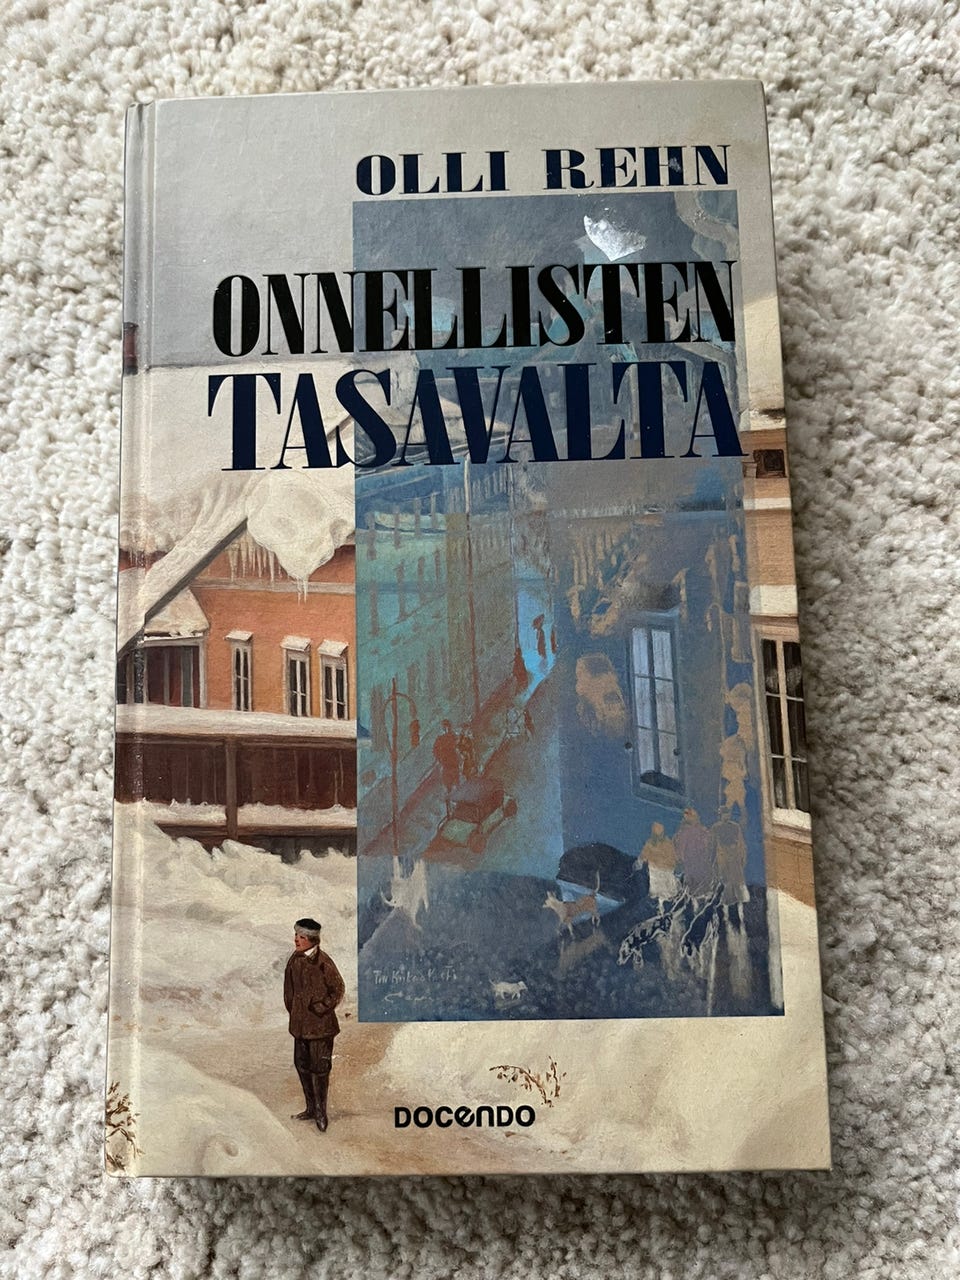 OLLI REHN
ONNELLISTEN
TASAVALTA
DOCENDO